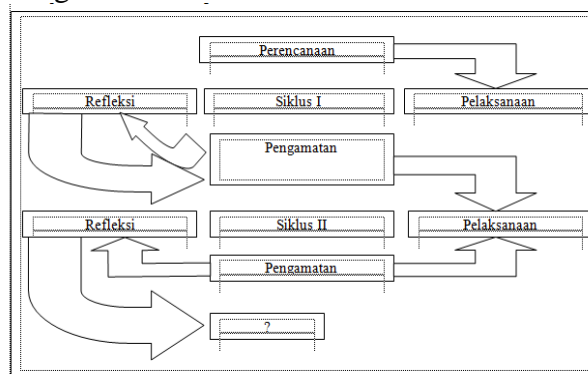 Perencanaan
Refleksi
Siklus I
Pelaksanaan
Pengamatan
Refleksi
Siklus II
Pelaksanaan
Pengamatan
?